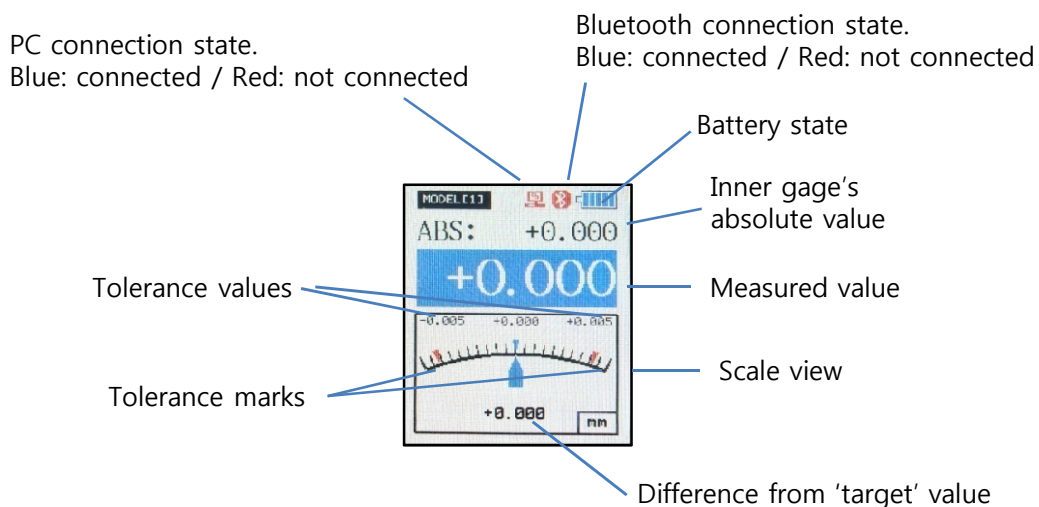 Bluetooth connection state.
PC connection state.
Blue: connected / Red: not connected
Blue: connected / Red: not connected
Battery state
Inner gage's
absolute value
MODEL[1]
ABS: +0.000
+0.000
Measured value
Tolerance values
-0.005 +0.000 +0.005
Scale view
Tolerance marks
+0.000
mm
Difference from 'target' value